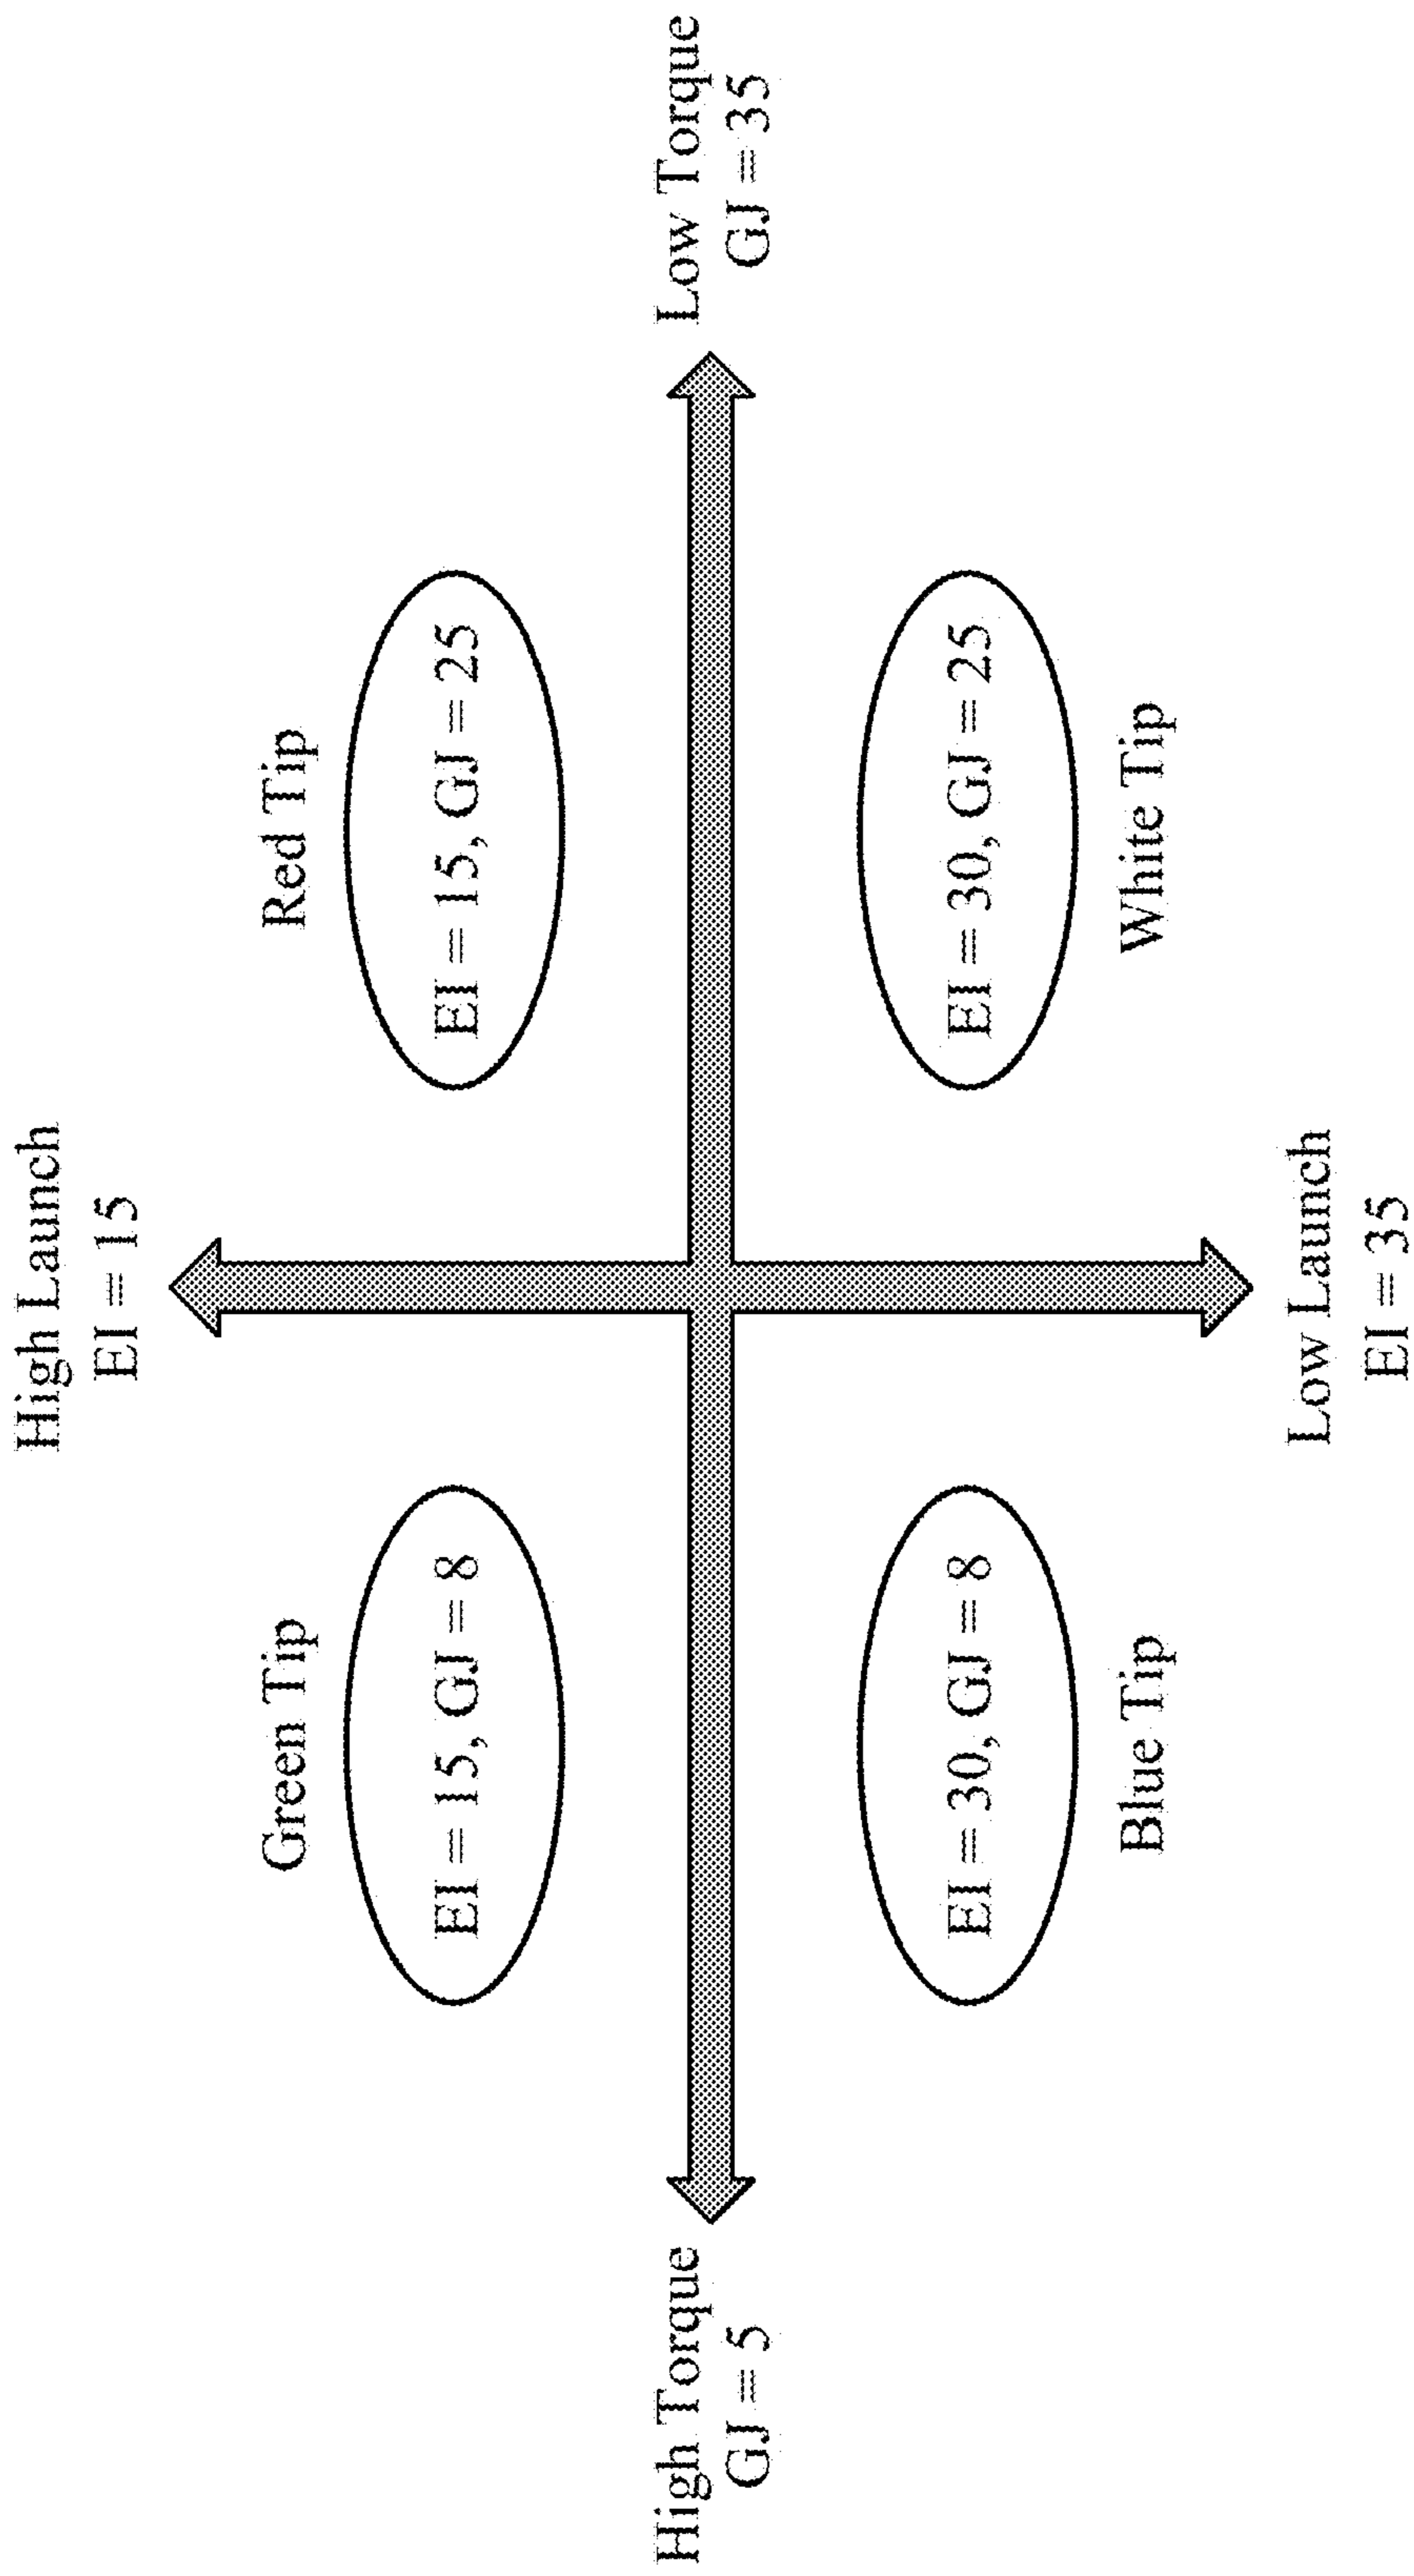 High Launch
EI = 15
Green Tip
Red Tip
EI = 15, GJ = 8
EI = 15, GJ = 25
High Torque
GJ = 5
Low Torque
GJ = 35
EI = 30, GJ = 8
EI = 30, GJ = 25
Blue Tip
White Tip
Low Launch
EI = 35